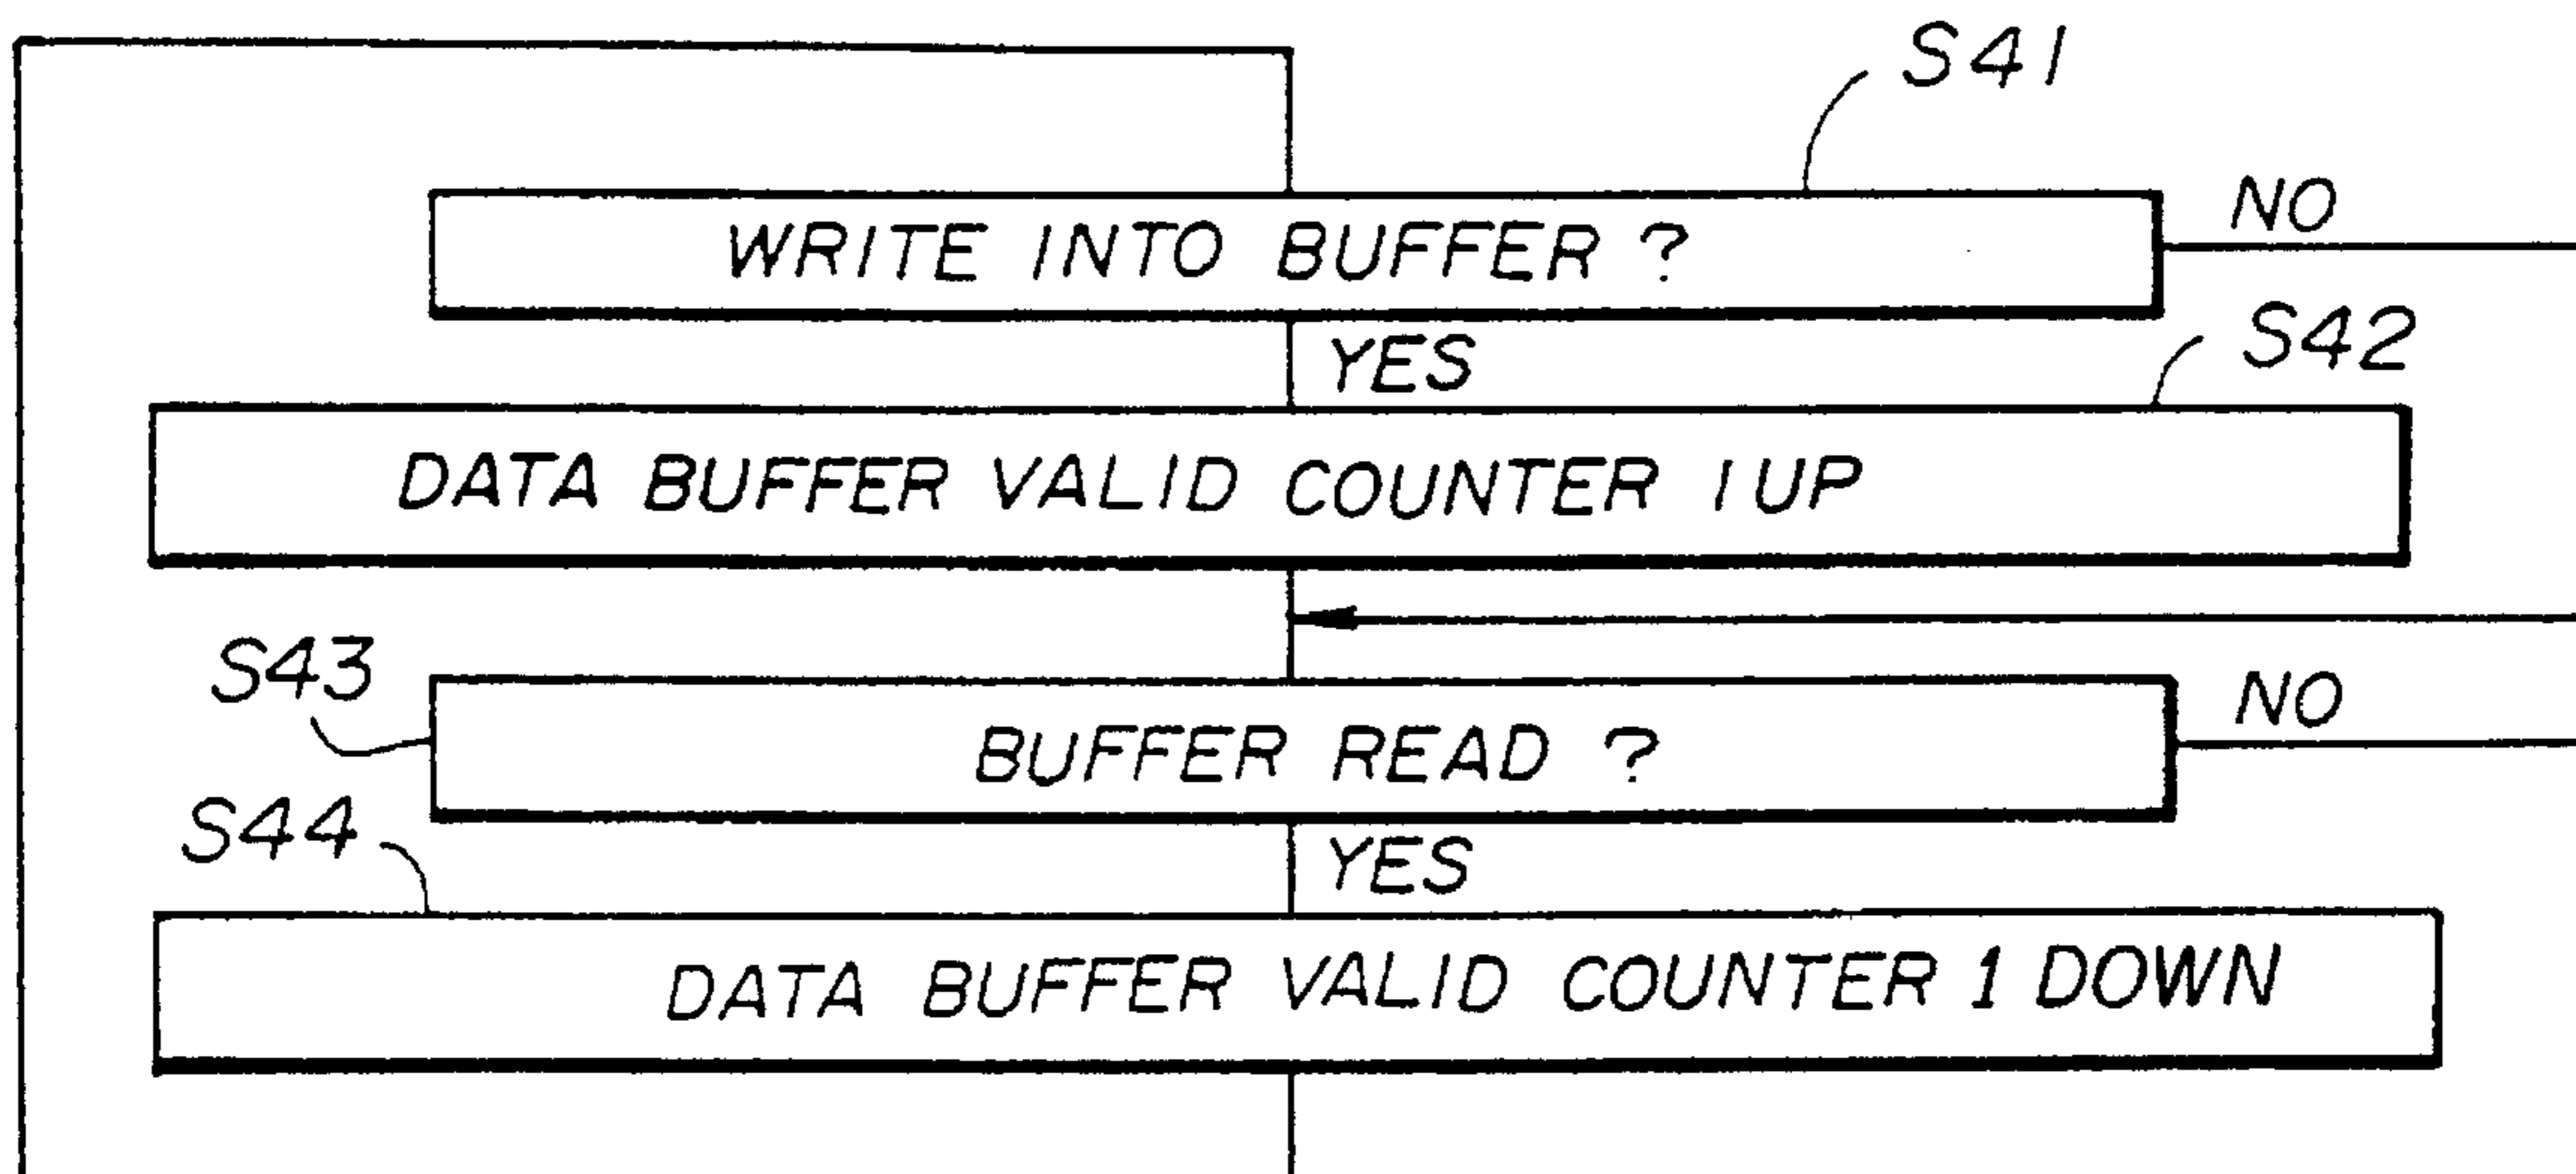 S41
WRITE INTO BUFFER ?
NO
YES
S42
DATA BUFFER VALID COUNTER 1 UP
S43
BUFFER READ ?
NO
S44
YES
DATA BUFFER VALID COUNTER 1 DOWN